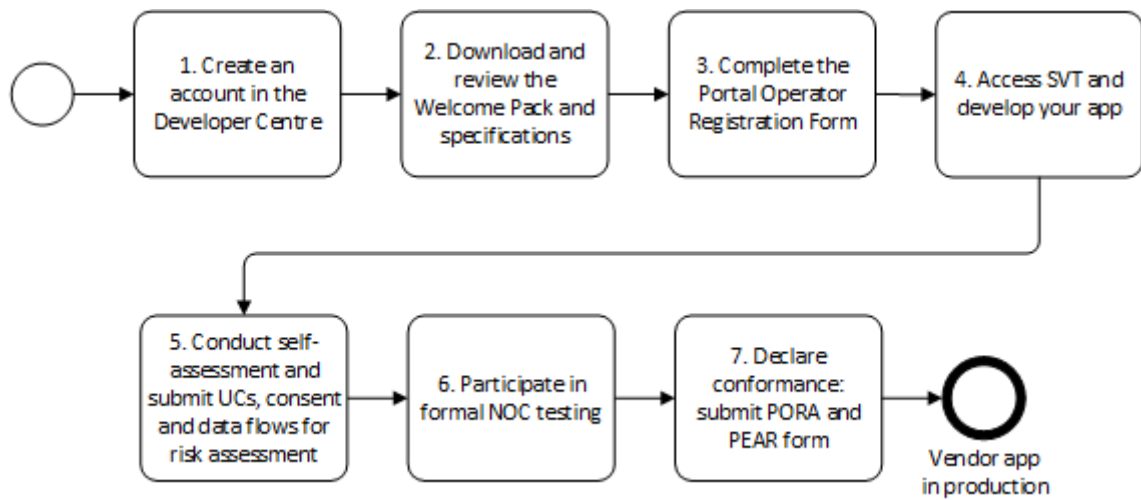 1. Create an
account in the
Developer Centre
2. Download and
review the
Welcome Pack and
specifications
3. Complete the
Portal Operator
Registration Form
4. Access SVT and
develop your app
5. Conduct self-
assessment and
submit UCs, consent
and data flows for
risk assessment
6. Participate in
formal NOC testing
7. Declare
conformance:
submit PORA and
PEAR form
Vendor app
in production